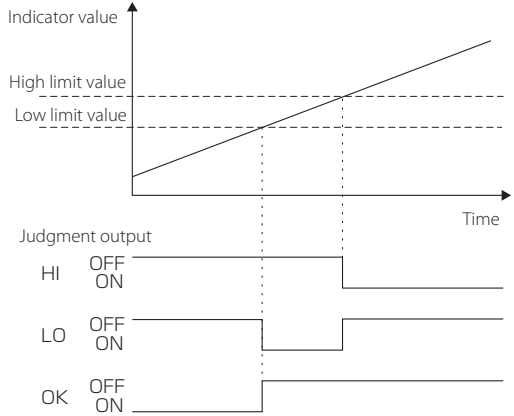 Indicator value
High limit value
Low limit value
Time
Judgment output
HI OFF
ON
LO OFF
ON
OK OFF
ON